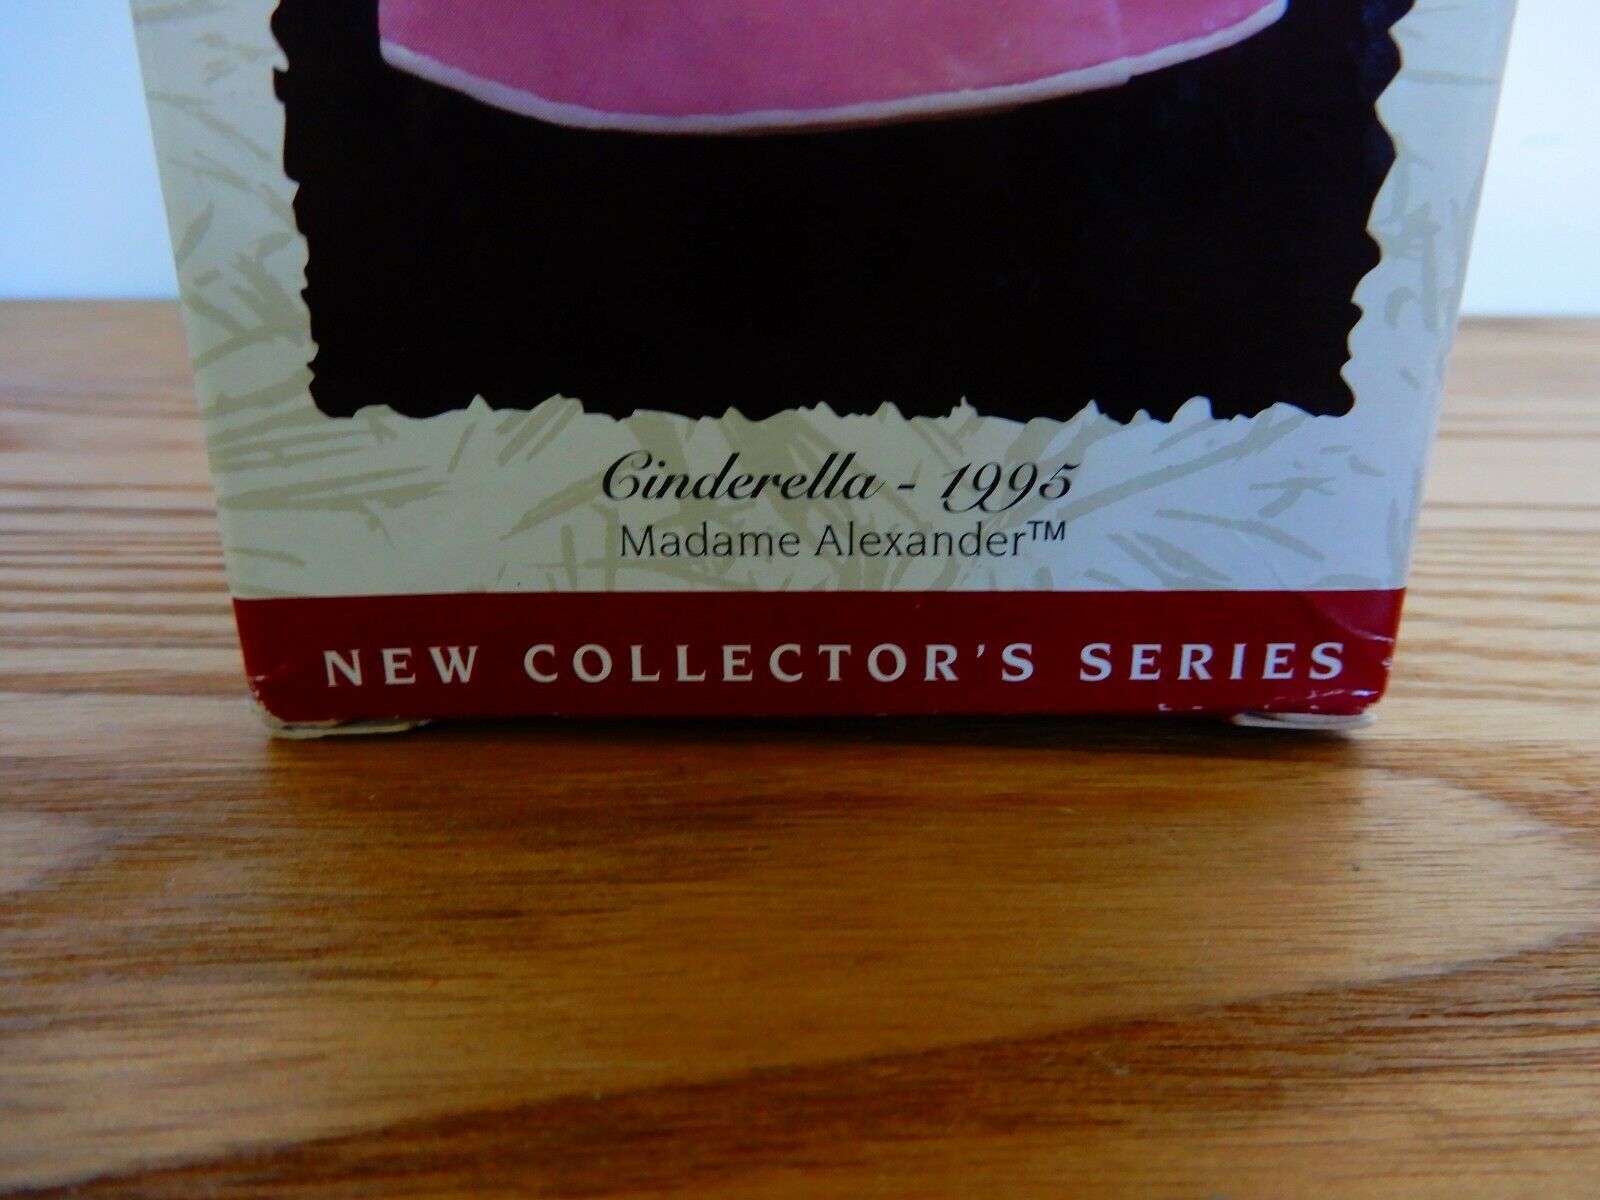 Cinderella - 1995
Madame Alexander™
NEW COLLECTOR'S SERIES